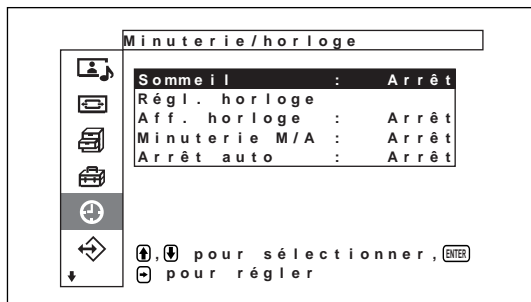 Minuterie/horloge
Sommeil : Arrêt
Régl. horloge
Aff. horloge : Arrêt
Minuterie M/A : Arrêt
Arrêt auto : Arrêt
, pour sélectionner, ENTER
pour régler